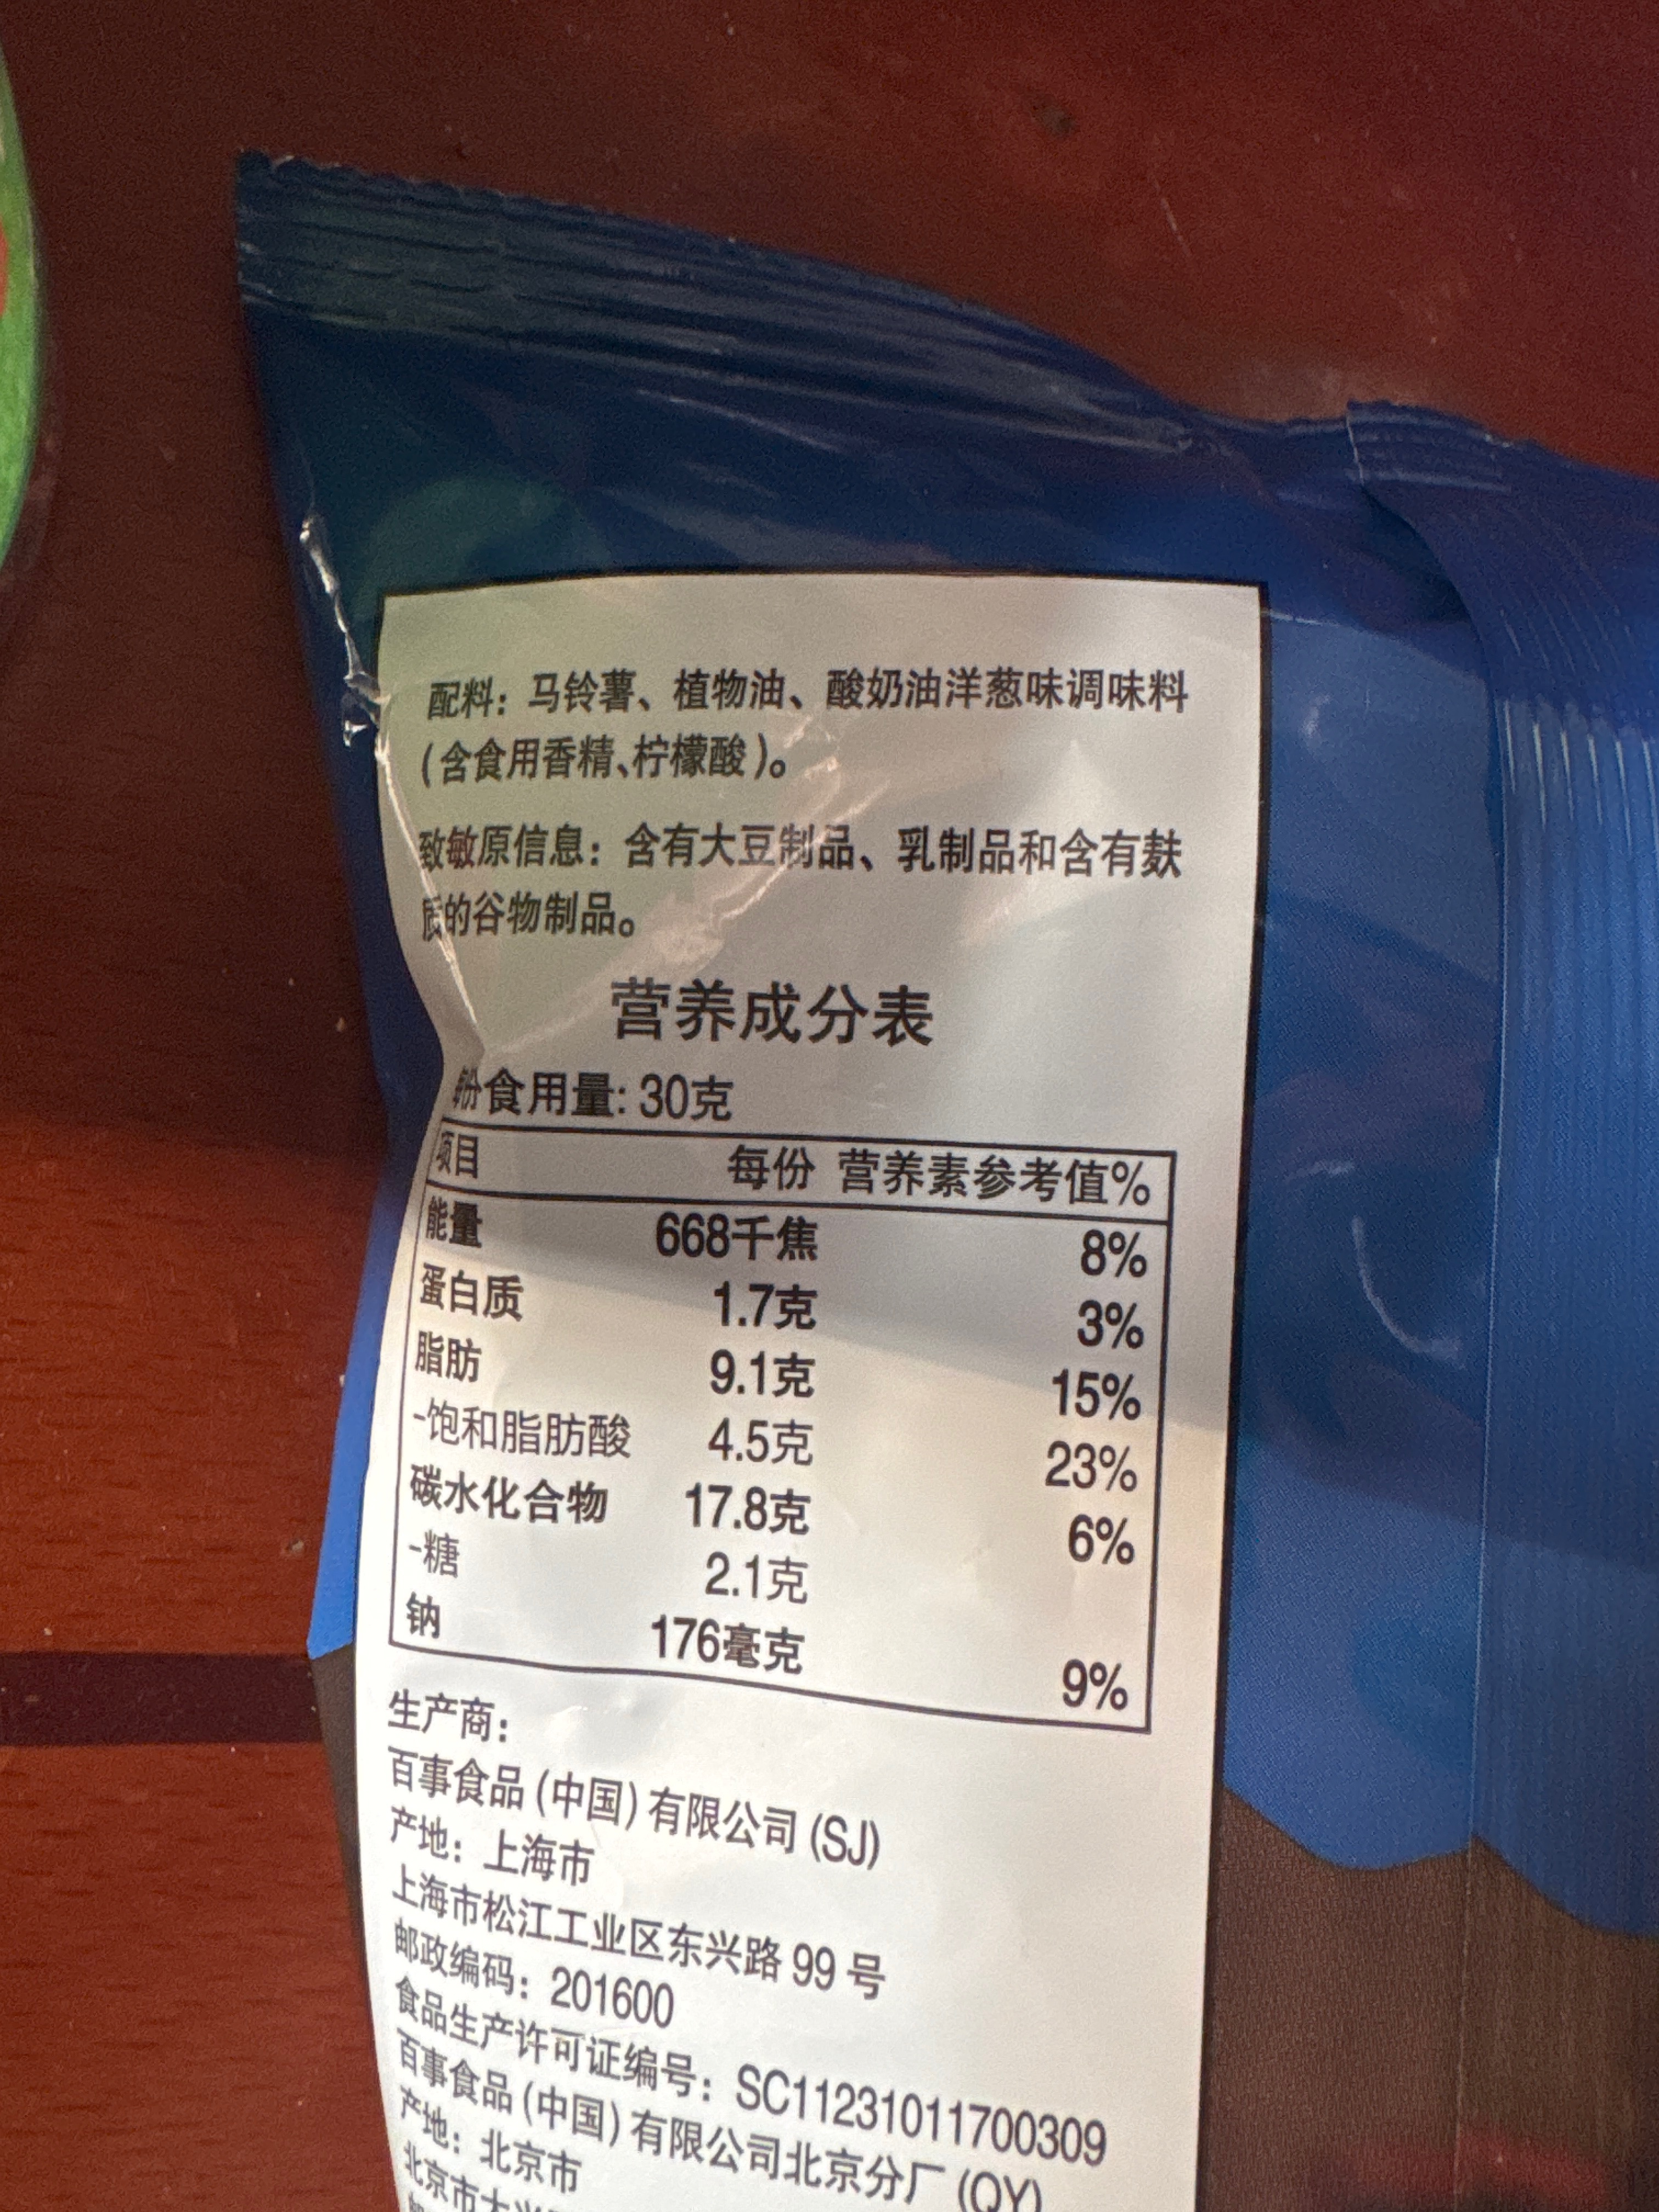 配料：马铃薯、植物油、酸奶油洋葱味调味料
(含食用香精、柠檬酸)。
致敏原信息：含有大豆制品、乳制品和含有麸
质的谷物制品。
营养成分表
每份食用量: 30克
项目 每份 营养素参考值%
能量 668千焦 8%
蛋白质 1.7克 3%
脂肪 9.1克 15%
-饱和脂肪酸 4.5克 23%
碳水化合物 17.8克 6%
-糖 2.1克
钠 176毫克 9%
生产商：
百事食品 (中国) 有限公司 (SJ)
产地：上海市
上海市松江工业区东兴路 99 号
邮政编码：201600
食品生产许可证编号：SC11231011700309
百事食品 (中国) 有限公司北京分厂 (QY)
产地：北京市
北京市大兴